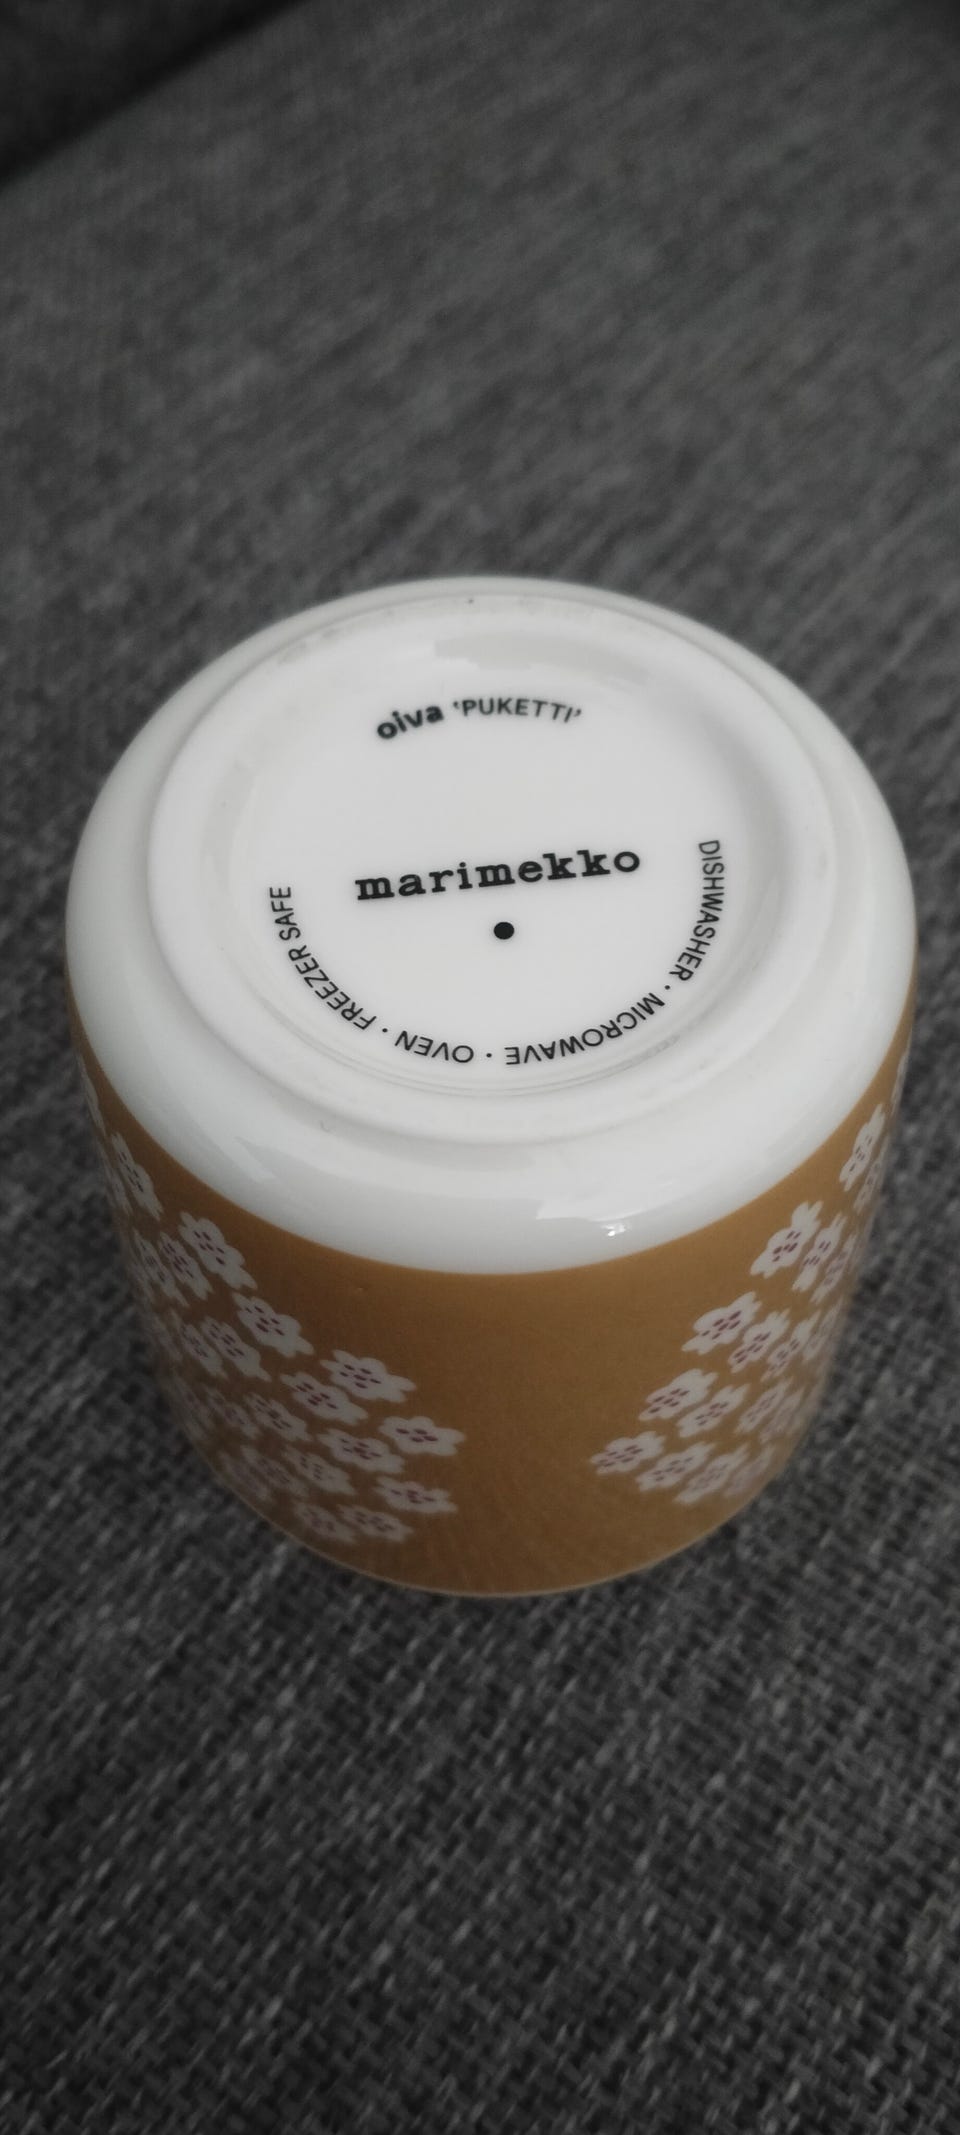 oiva 'PUKETTI'
marimekko
DISHWASHER • MICROWAVE • OVEN • FREEZER SAFE